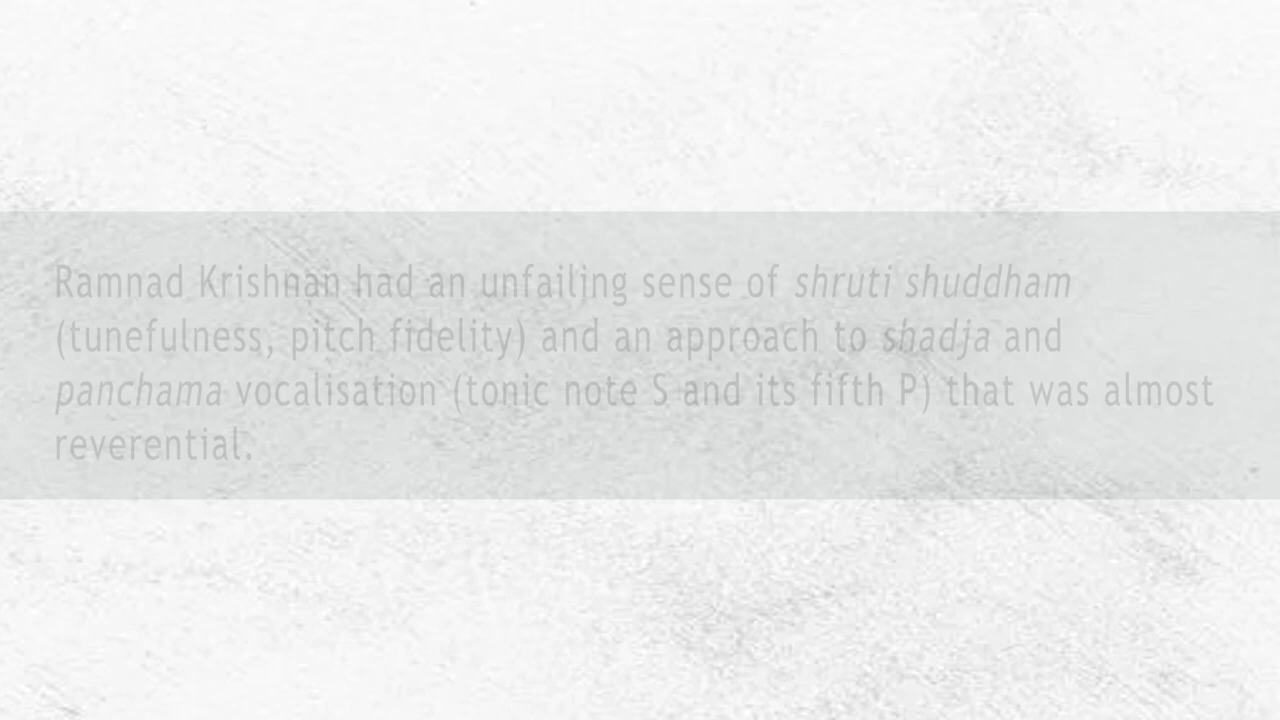 Ramnad Krishnan had an unfailing sense of shruti shuddham
(tunefulness, pitch fidelity) and an approach to shadja and
panchama vocalisation (tonic note S and its fifth P) that was almost
reverential.